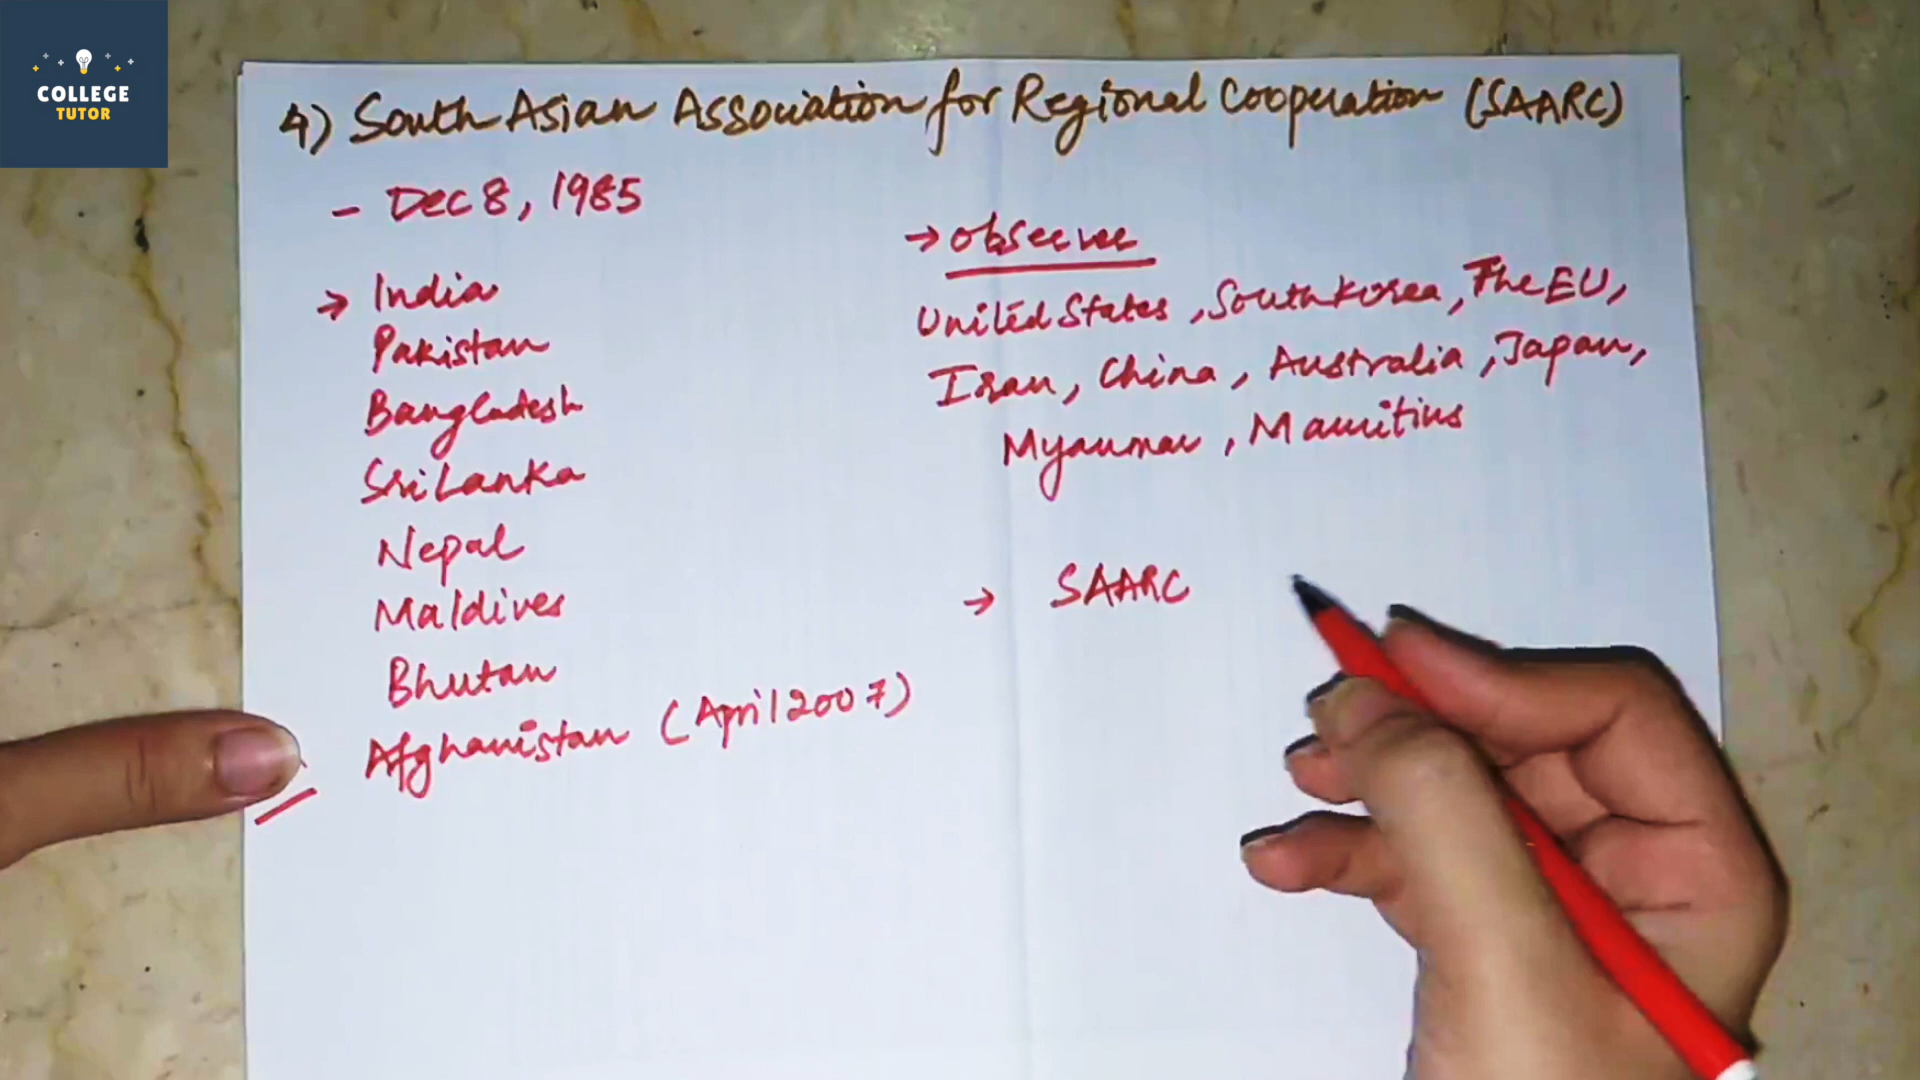 COLLEGE
TUTOR
4) South Asian Association for Regional Cooperation (SAARC)
- Dec 8, 1985
→ India
Pakistan
Bangladesh
Sri Lanka
Nepal
Maldives
Bhutan
Afghanistan (April 2007)
→ Observer
United States, South Korea, The EU,
Iran, China, Australia, Japan,
Myanmar, Mauritius
→ SAARC